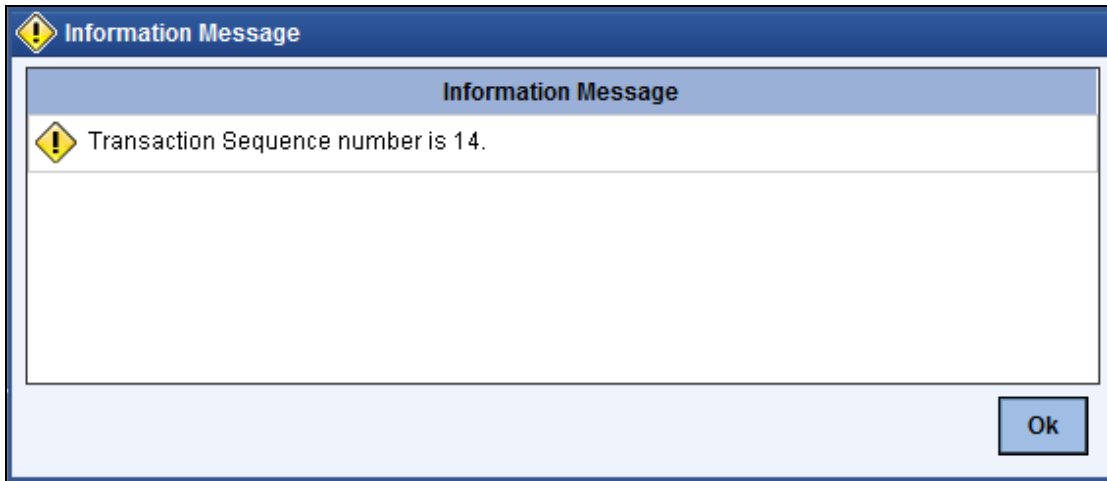 Information Message
Information Message
Transaction Sequence number is 14.
Ok